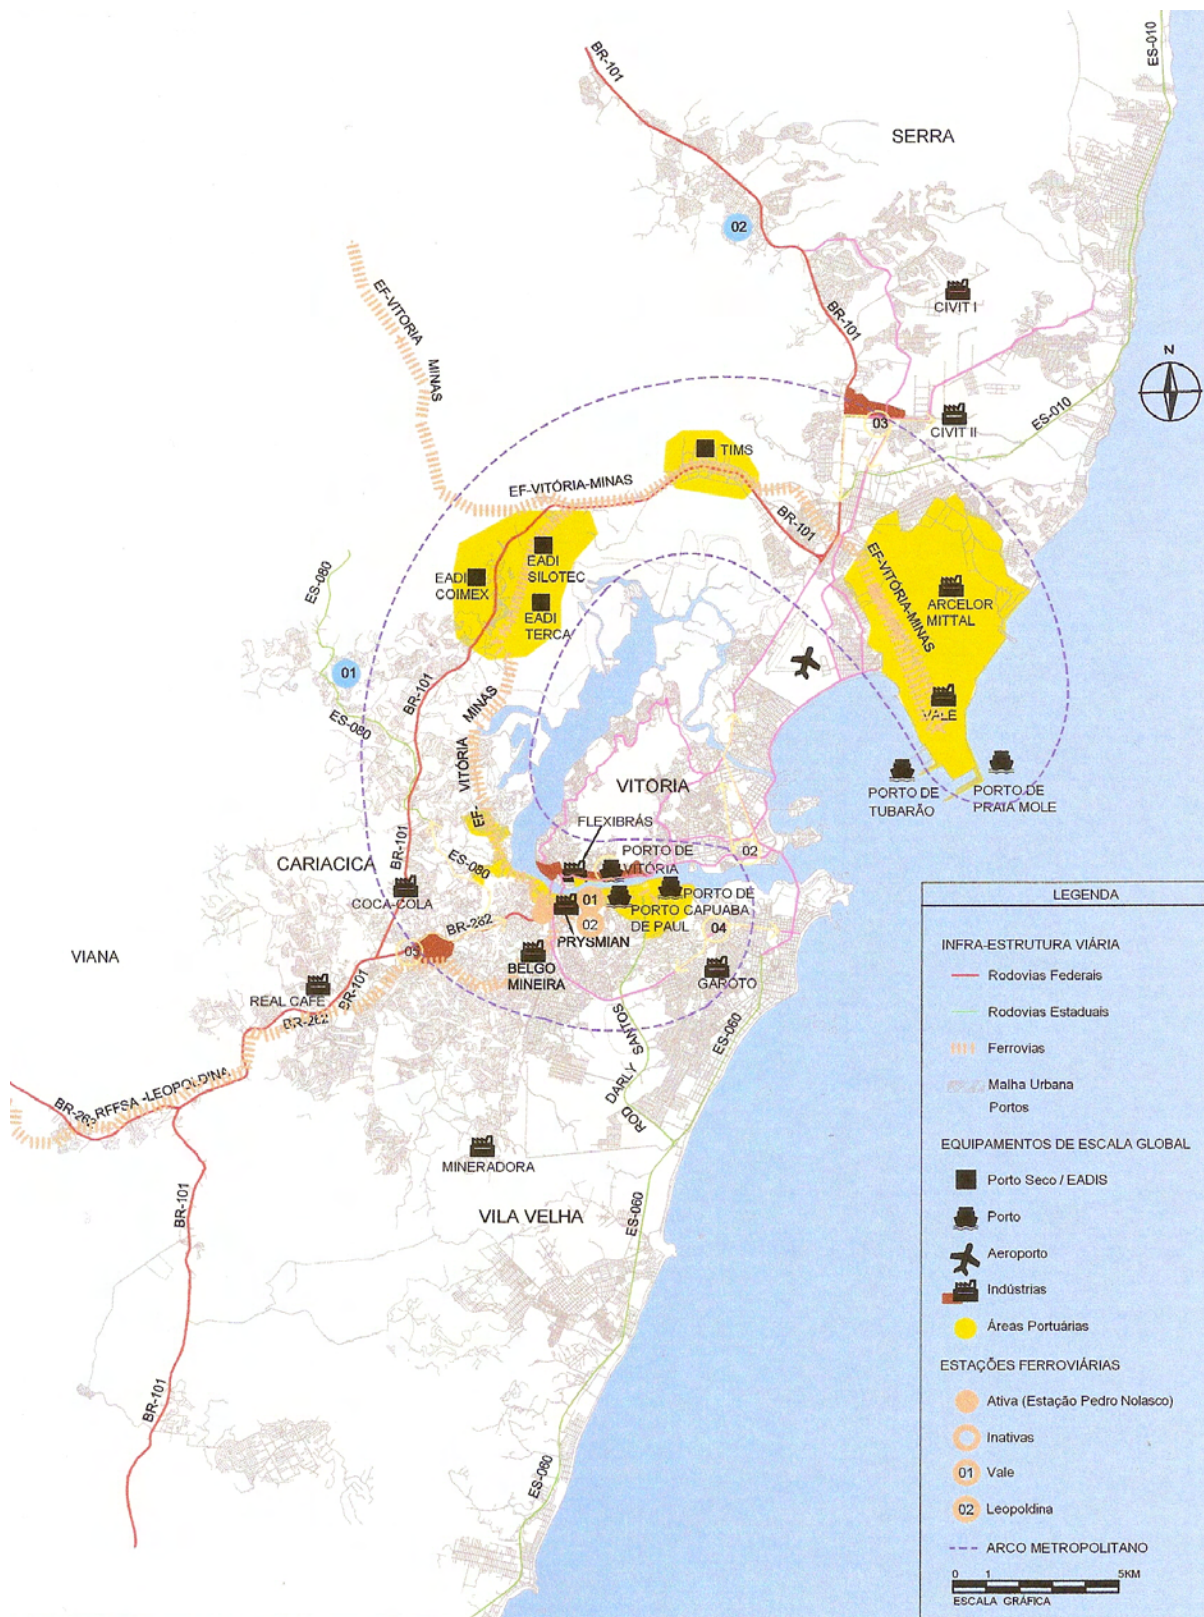 BR-101
ES-010
SERRA
02
EF-VITORIA
MINAS
CIVIT I
BR-101
N
ES-010
03
CIVIT II
TIMS
EF-VITÓRIA-MINAS
BR-101
EADI
SILOTEC
EADI
COIMEX
EADI
TERCA
EF-VITÓRIA-MINAS
ARCELOR
MITTAL
ES-080
01
BR-101
MINAS
VITÓRIA
EF-
ES-080
VALE
VITORIA
PORTO DE
TUBARÃO
PORTO DE
PRAIA MOLE
FLEXIBRÁS
PORTO DE
VITÓRIA
02
BR-101
CARIACICA
ES-080
COCA-COLA
PORTO DE
CAPUABA
PORTO
DE PAUL
01
02
PRYSMIAN
BR-262
04
05
VIANA
BELGO
MINEIRA
GAROTO
REAL CAFÉ
BR-101
BR-262
ROD DARLY SANTOS
ES-060
RFFSA -LEOPOLDINA
MINERADORA
BR-101
VILA VELHA
ES-060
BR-101
ES-060
LEGENDA
INFRA-ESTRUTURA VIÁRIA
Rodovias Federais
Rodovias Estaduais
Ferrovias
Malha Urbana
Portos
EQUIPAMENTOS DE ESCALA GLOBAL
Porto Seco / EADIS
Porto
Aeroporto
Indústrias
Áreas Portuárias
ESTAÇÕES FERROVIÁRIAS
Ativa (Estação Pedro Nolasco)
Inativas
01 Vale
02 Leopoldina
ARCO METROPOLITANO
0 1 5KM
ESCALA GRÁFICA